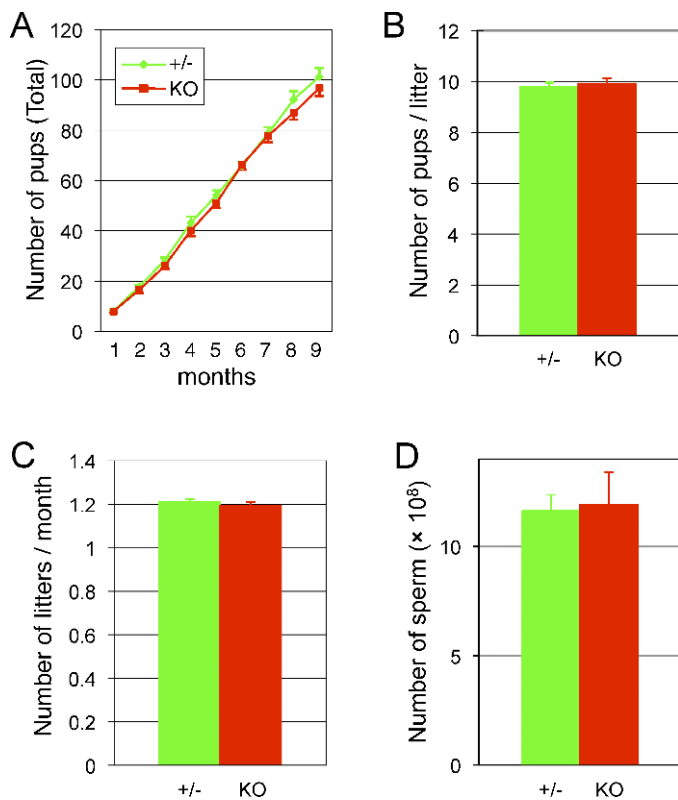 A
Number of pups (Total)
120
100
80
60
40
20
0
+/-
KO
1 2 3 4 5 6 7 8 9
months
B
Number of pups / litter
12
10
8
6
4
2
0
+/- KO
C
Number of litters / month
1.4
1.2
1
0.8
0.6
0.4
0.2
0
+/- KO
D
Number of sperm (× 10⁸)
10
5
0
+/- KO